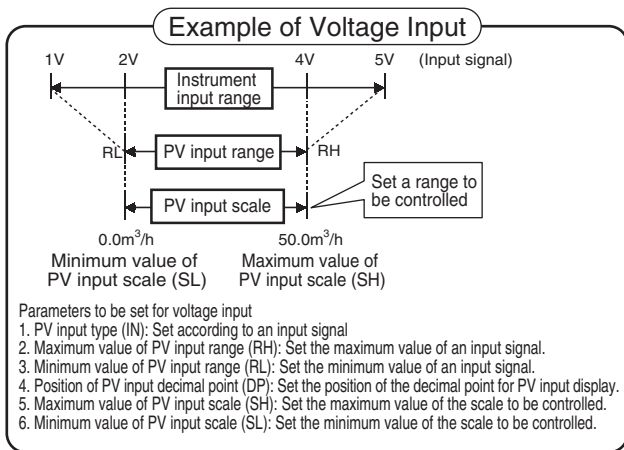 Example of Voltage Input
1V 2V 4V 5V (Input signal)
Instrument
input range
RL PV input range RH
PV input scale
Set a range to
be controlled
0.0m³/h 50.0m³/h
Minimum value of Maximum value of
PV input scale (SL) PV input scale (SH)
Parameters to be set for voltage input
1. PV input type (IN): Set according to an input signal
2. Maximum value of PV input range (RH): Set the maximum value of an input signal.
3. Minimum value of PV input range (RL): Set the minimum value of an input signal.
4. Position of PV input decimal point (DP): Set the position of the decimal point for PV input display.
5. Maximum value of PV input scale (SH): Set the maximum value of the scale to be controlled.
6. Minimum value of PV input scale (SL): Set the minimum value of the scale to be controlled.